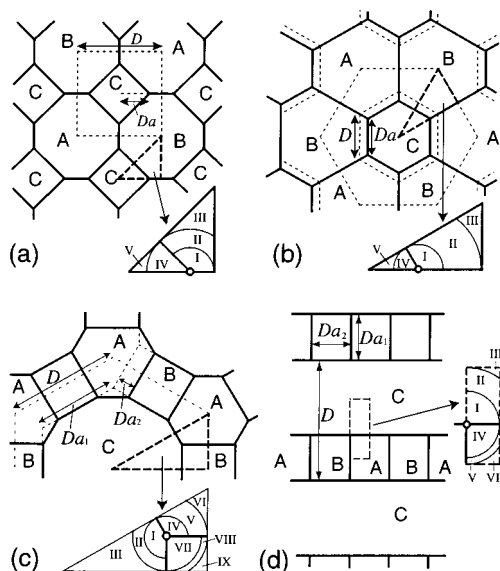 B D A
C C C
Da
A B
C C C
III
II
V IV I
(a)
A B
D Da
B C A
A B
III
II
V IV I
(b)
A
A D B A
Da₂
Da₁ C
B B
VI
IV V
I
II VII VIII
III IX
(c)
Da₂ Da₁
III
II
C
I
D
IV
A B A B A
V VI
C
(d)